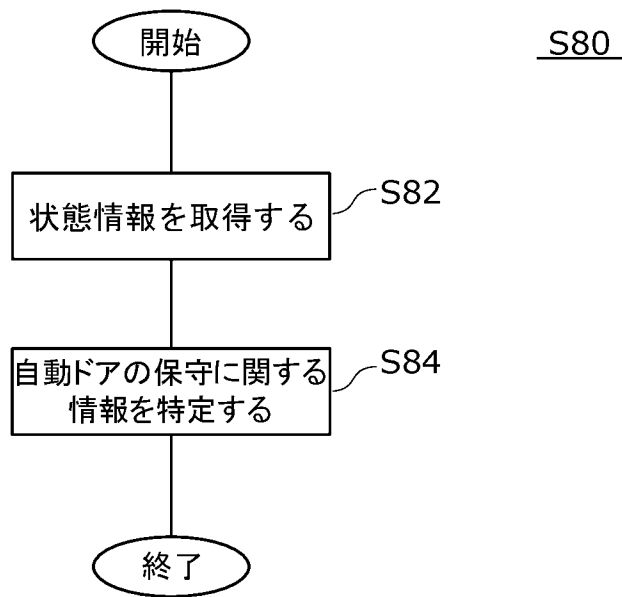 開始
S80
状態情報を取得する
S82
自動ドアの保守に関する
情報を特定する
S84
終了